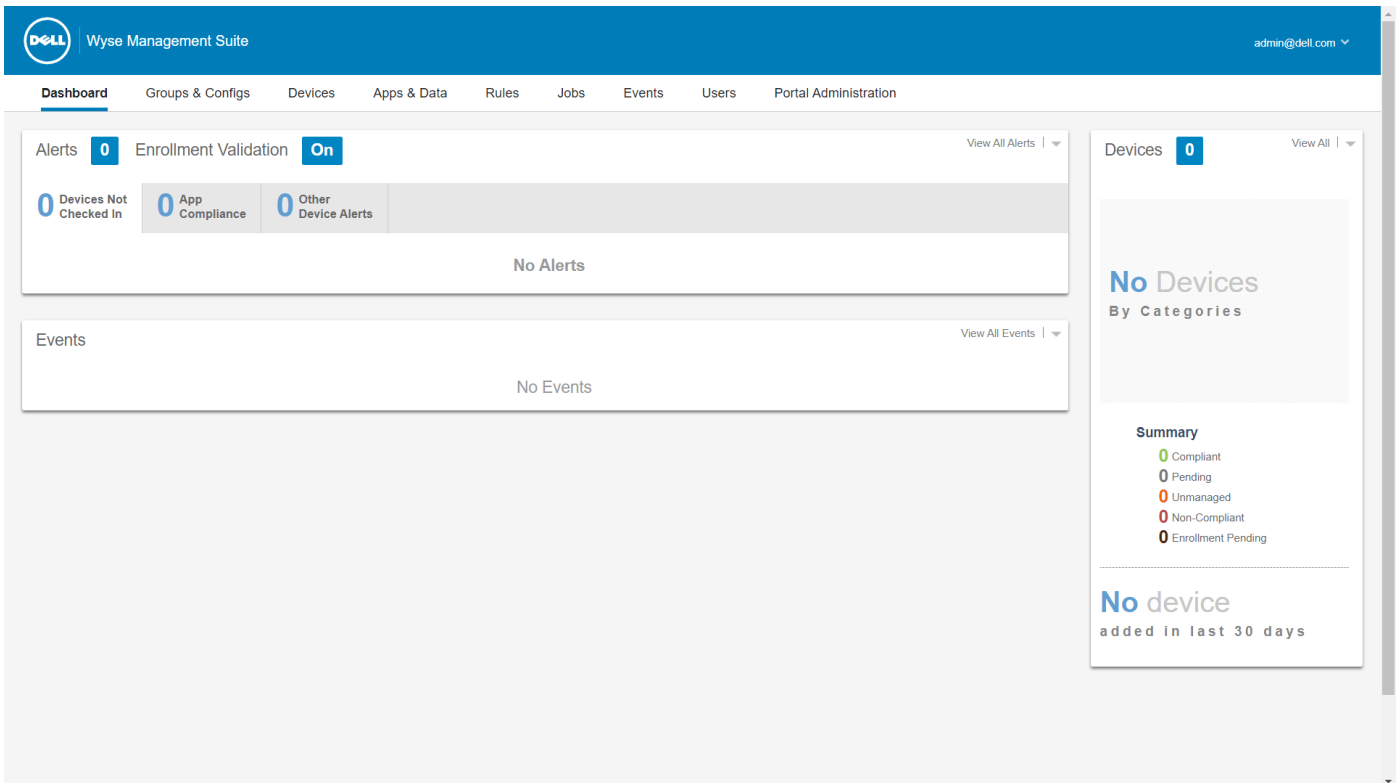 DELL Wyse Management Suite admin@dell.com
Dashboard Groups & Configs Devices Apps & Data Rules Jobs Events Users Portal Administration
Alerts 0 Enrollment Validation On View All Alerts
0 Devices Not Checked In
0 App Compliance
0 Other Device Alerts
No Alerts
Events View All Events
No Events
Devices 0 View All
No Devices
By Categories
Summary
0 Compliant
0 Pending
0 Unmanaged
0 Non-Compliant
0 Enrollment Pending
No device
added in last 30 days